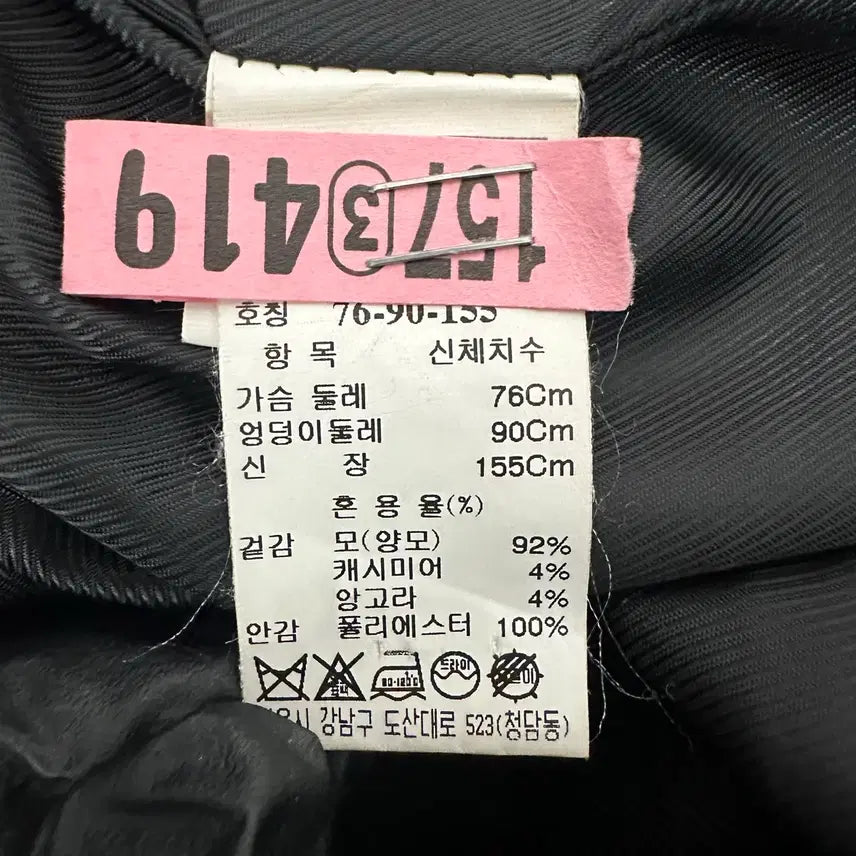 157③419
호칭 76-90-155
항 목 신체치수
가슴 둘레 76Cm
엉덩이둘레 90Cm
신 장 155Cm
혼 용 율(%)
겉감 모(양모) 92%
캐시미어 4%
앙고라 4%
안감 폴리에스터 100%
드라이
강남구 도산대로 523(청담동)